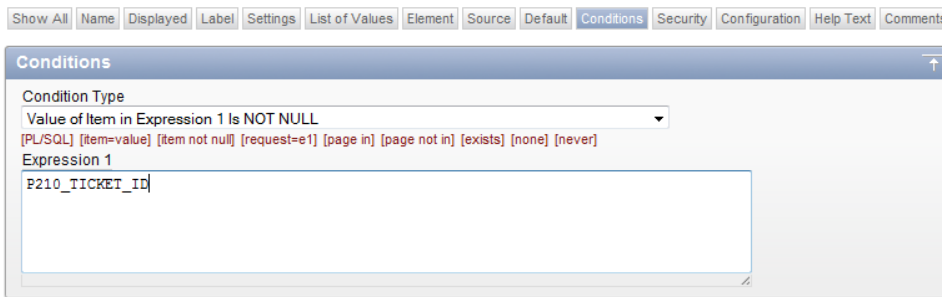 Show All Name Displayed Label Settings List of Values Element Source Default Conditions Security Configuration Help Text Comments
Conditions
Condition Type
Value of Item in Expression 1 Is NOT NULL
[PL/SQL] [item=value] [item not null] [request=e1] [page in] [page not in] [exists] [none] [never]
Expression 1
P210_TICKET_ID